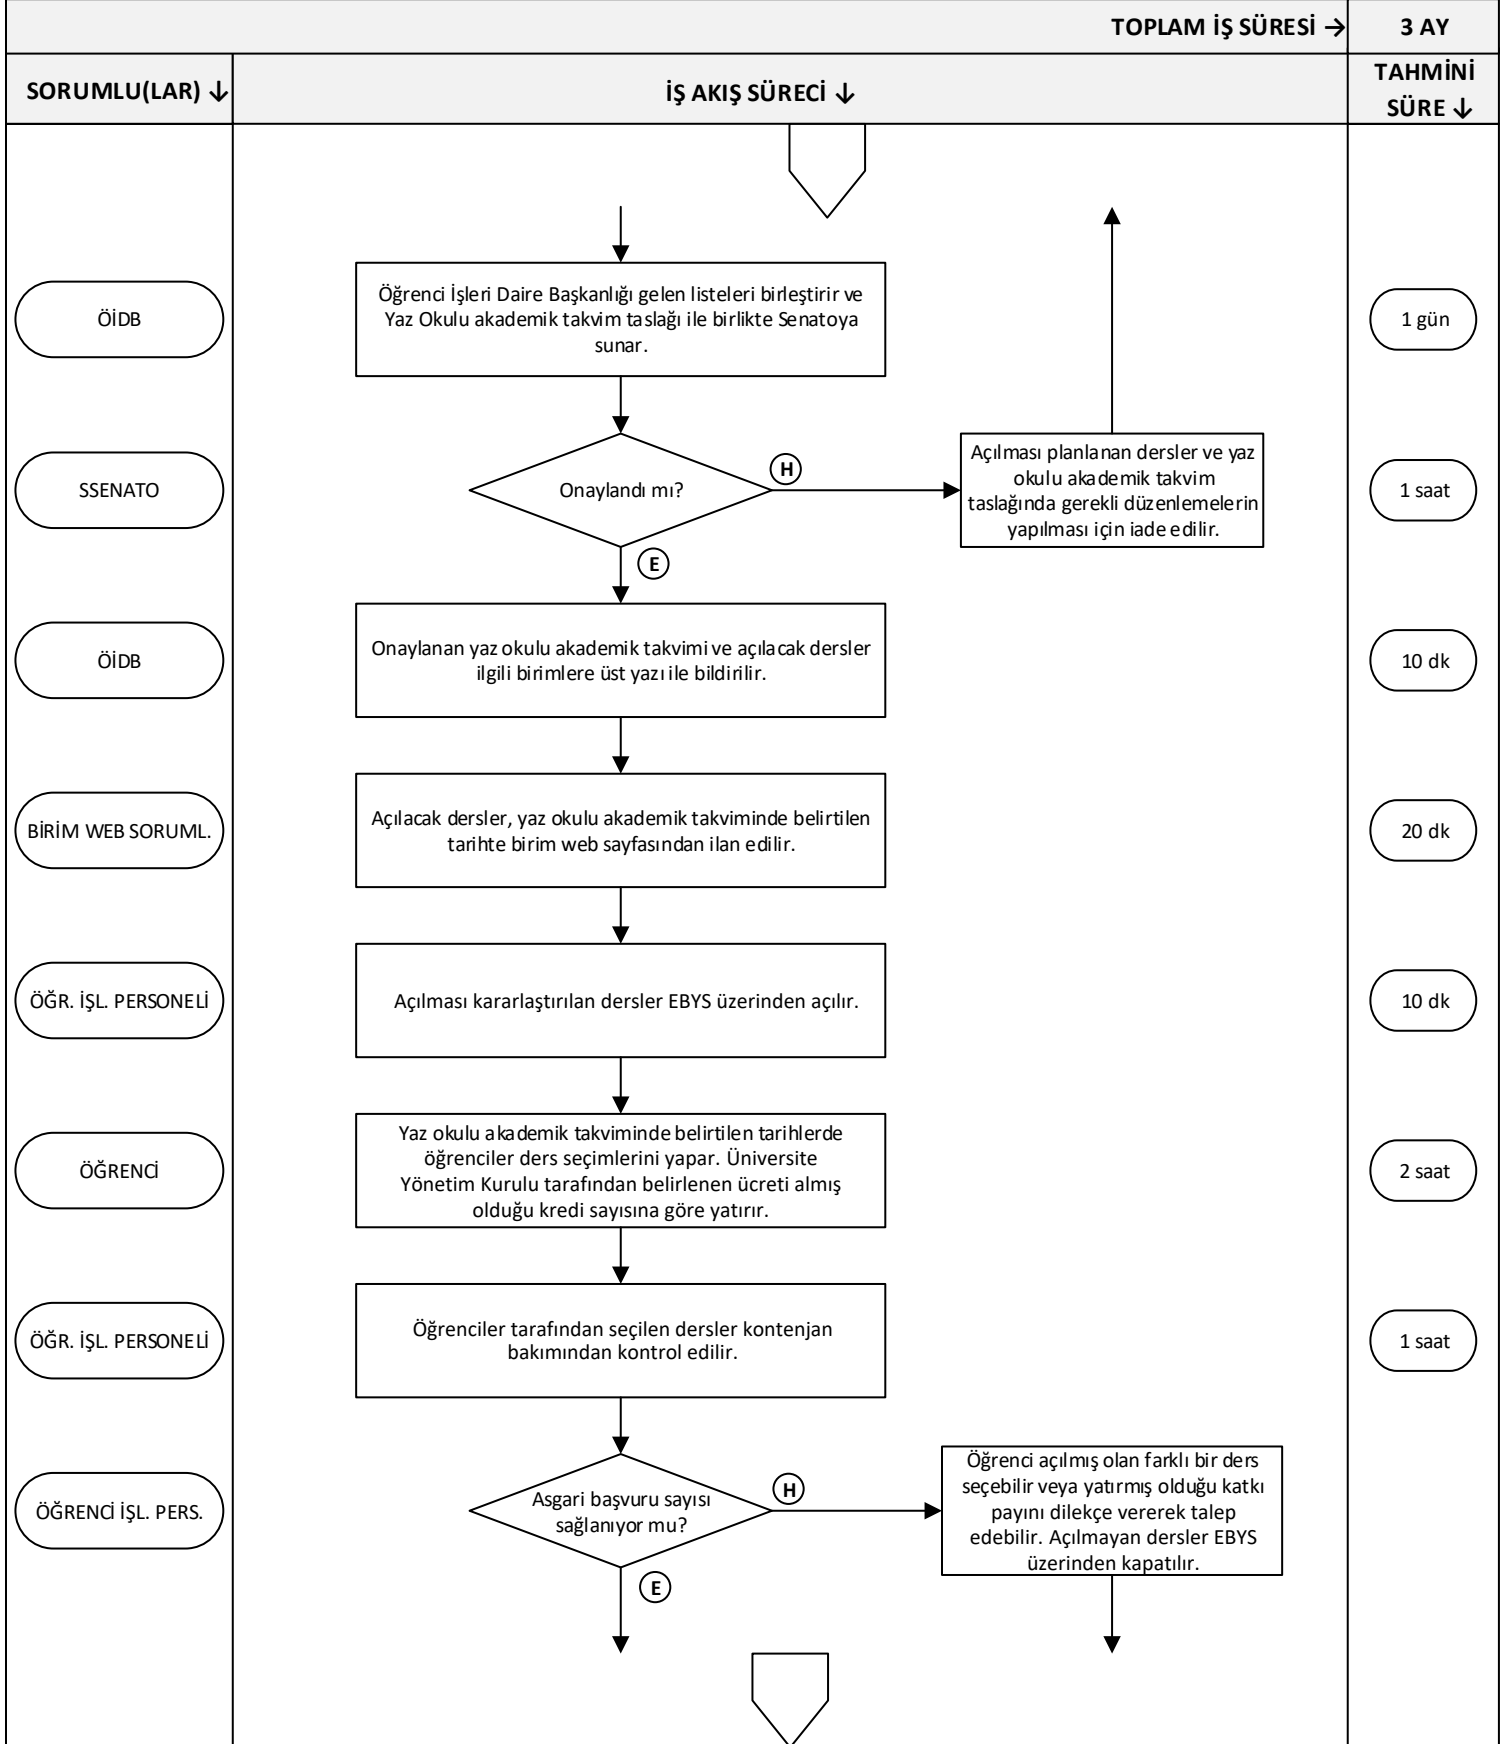 TOPLAM İŞ SÜRESİ → 3 AY
SORUMLU(LAR) ↓
İŞ AKIŞ SÜRECİ ↓
TAHMİNİ
SÜRE ↓
ÖİDB
Öğrenci İşleri Daire Başkanlığı gelen listeleri birleştirir ve
Yaz Okulu akademik takvim taslağı ile birlikte Senatoya
sunar.
1 gün
SSENATO
Onaylandı mı?
H
Açılması planlanan dersler ve yaz
okulu akademik takvim
taslağında gerekli düzenlemelerin
yapılması için iade edilir.
1 saat
E
ÖİDB
Onaylanan yaz okulu akademik takvimi ve açılacak dersler
ilgili birimlere üst yazı ile bildirilir.
10 dk
BİRİM WEB SORUML.
Açılacak dersler, yaz okulu akademik takviminde belirtilen
tarihte birim web sayfasından ilan edilir.
20 dk
ÖĞR. İŞL. PERSONELİ
Açılması kararlaştırılan dersler EBYS üzerinden açılır.
10 dk
ÖĞRENCİ
Yaz okulu akademik takviminde belirtilen tarihlerde
öğrenciler ders seçimlerini yapar. Üniversite
Yönetim Kurulu tarafından belirlenen ücreti almış
olduğu kredi sayısına göre yatırır.
2 saat
ÖĞR. İŞL. PERSONELİ
Öğrenciler tarafından seçilen dersler kontenjan
bakımından kontrol edilir.
1 saat
ÖĞRENCİ İŞL. PERS.
Asgari başvuru sayısı
sağlanıyor mu?
H
Öğrenci açılmış olan farklı bir ders
seçebilir veya yatırmış olduğu katkı
payını dilekçe vererek talep
edebilir. Açılmayan dersler EBYS
üzerinden kapatılır.
E